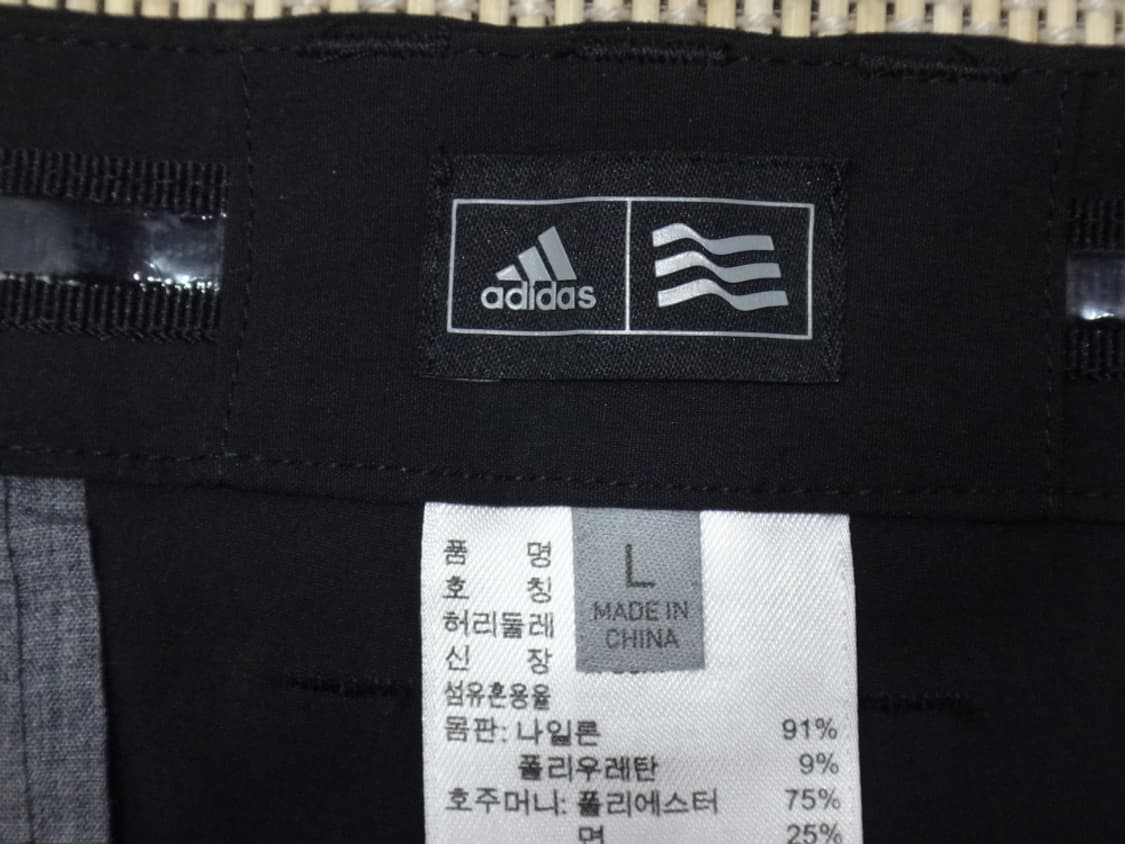 adidas
L
MADE IN
CHINA
품 명
호 칭
허리둘레
신 장
섬유혼용율
몸판: 나일론 91%
폴리우레탄 9%
호주머니: 폴리에스터 75%
면 25%